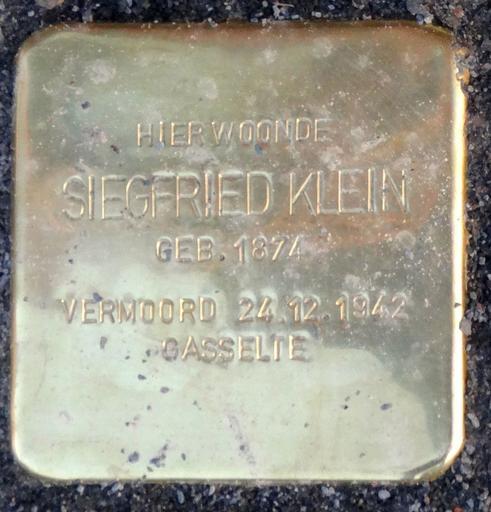 HIER WOONDE
SIEGFRIED KLEIN
GEB. 1874
VERMOORD 24.12.1942
GASSELTE